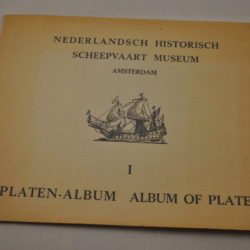 NEDERLANDSCH HISTORISCH
SCHEEPVAART MUSEUM
AMSTERDAM
I
PLATEN-ALBUM ALBUM OF PLATE